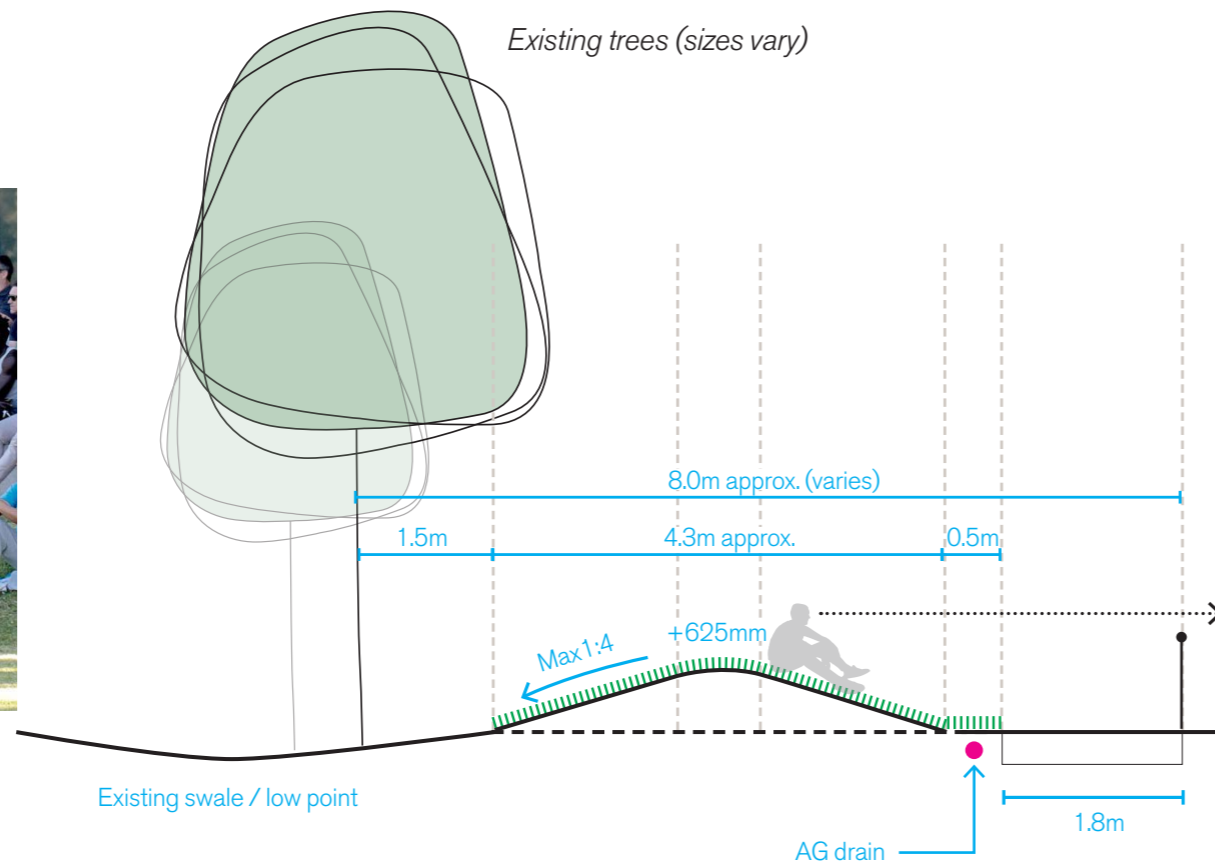 Existing trees (sizes vary)
8.0m approx. (varies)
1.5m
4.3m approx.
0.5m
+625mm
Max 1:4
Existing swale / low point
1.8m
AG drain